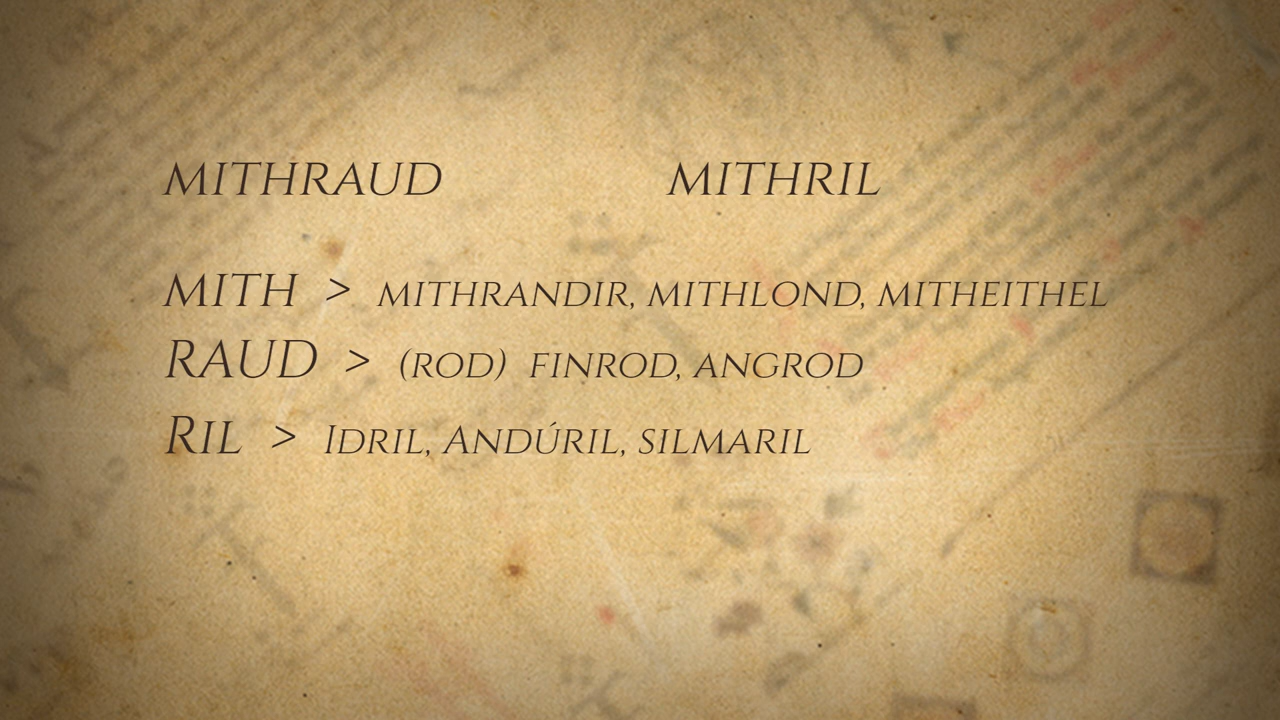 MITHRAUD MITHRIL
MITH > MITHRANDIR, MITHLOND, MITHEITHEL
RAUD > (ROD) FINROD, ANGROD
RIL > IDRIL, ANDÚRIL, SILMARIL